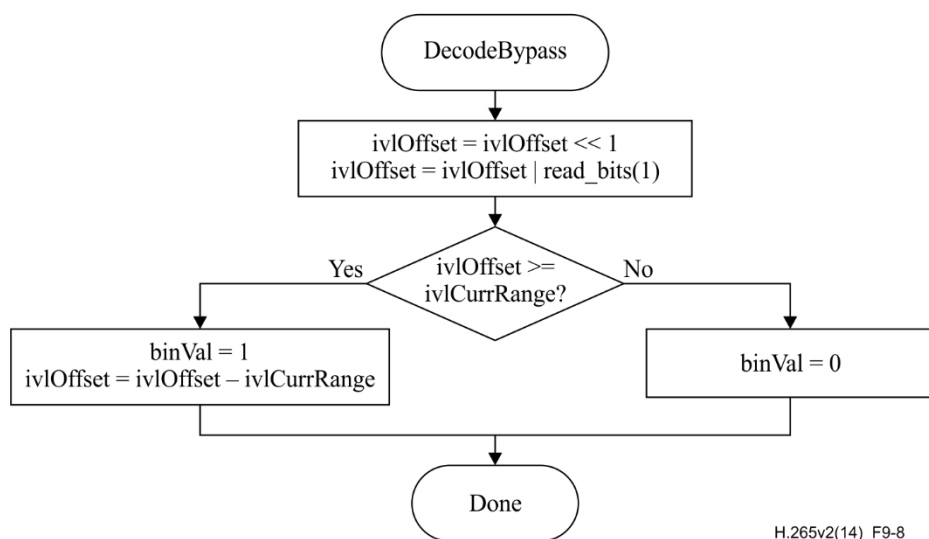 DecodeBypass
ivlOffset = ivlOffset << 1
ivlOffset = ivlOffset | read_bits(1)
Yes
ivlOffset >=
ivlCurrRange?
No
binVal = 1
ivlOffset = ivlOffset – ivlCurrRange
binVal = 0
Done
H.265v2(14)_F9-8